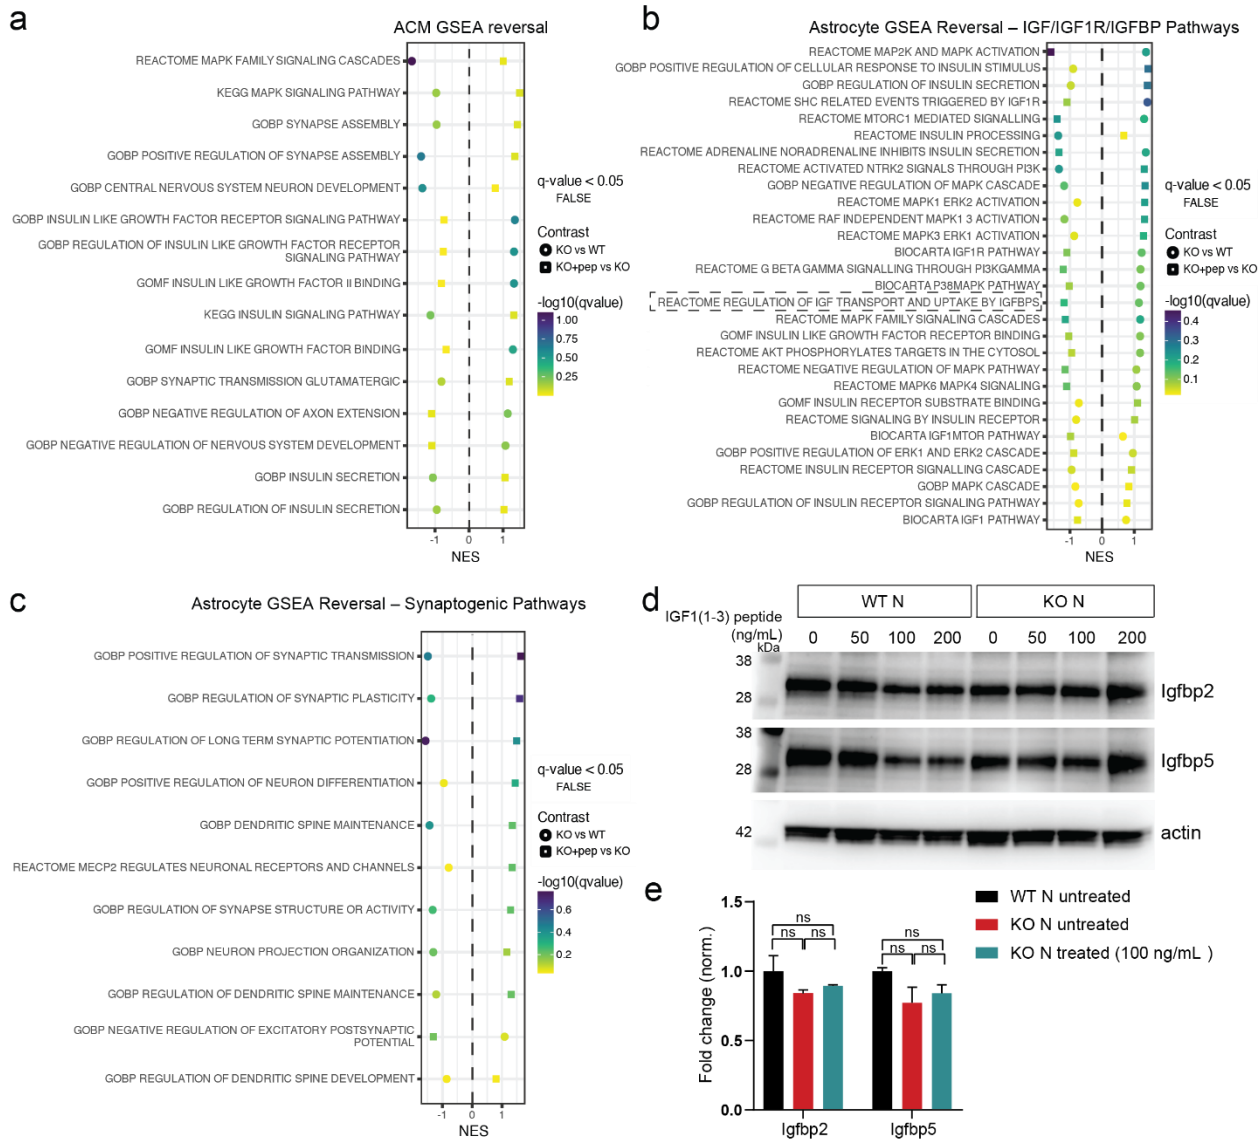 a
ACM GSEA reversal
REACTOME MAPK FAMILY SIGNALING CASCADES
KEGG MAPK SIGNALING PATHWAY
GOBP SYNAPSE ASSEMBLY
GOBP POSITIVE REGULATION OF SYNAPSE ASSEMBLY
GOBP CENTRAL NERVOUS SYSTEM NEURON DEVELOPMENT
GOBP INSULIN LIKE GROWTH FACTOR RECEPTOR SIGNALING PATHWAY
GOBP REGULATION OF INSULIN LIKE GROWTH FACTOR RECEPTOR
SIGNALING PATHWAY
GOMF INSULIN LIKE GROWTH FACTOR II BINDING
KEGG INSULIN SIGNALING PATHWAY
GOMF INSULIN LIKE GROWTH FACTOR BINDING
GOBP SYNAPTIC TRANSMISSION GLUTAMATERGIC
GOBP NEGATIVE REGULATION OF AXON EXTENSION
GOBP NEGATIVE REGULATION OF NERVOUS SYSTEM DEVELOPMENT
GOBP INSULIN SECRETION
GOBP REGULATION OF INSULIN SECRETION
-1 0 1
NES
q-value < 0.05
FALSE
Contrast
KO vs WT
KO+pep vs KO
-log10(qvalue)
1.00
0.75
0.50
0.25
b
Astrocyte GSEA Reversal – IGF/IGF1R/IGFBP Pathways
REACTOME MAP2K AND MAPK ACTIVATION
GOBP POSITIVE REGULATION OF CELLULAR RESPONSE TO INSULIN STIMULUS
GOBP REGULATION OF INSULIN SECRETION
REACTOME SHC RELATED EVENTS TRIGGERED BY IGF1R
REACTOME MTORC1 MEDIATED SIGNALLING
REACTOME INSULIN PROCESSING
REACTOME ADRENALINE NORADRENALINE INHIBITS INSULIN SECRETION
REACTOME ACTIVATED NTRK2 SIGNALS THROUGH PI3K
GOBP NEGATIVE REGULATION OF MAPK CASCADE
REACTOME MAPK1 ERK2 ACTIVATION
REACTOME RAF INDEPENDENT MAPK1 3 ACTIVATION
REACTOME MAPK3 ERK1 ACTIVATION
BIOCARTA IGF1R PATHWAY
REACTOME G BETA GAMMA SIGNALLING THROUGH PI3KGAMMA
BIOCARTA P38MAPK PATHWAY
REACTOME REGULATION OF IGF TRANSPORT AND UPTAKE BY IGFBPS
REACTOME MAPK FAMILY SIGNALING CASCADES
GOMF INSULIN LIKE GROWTH FACTOR RECEPTOR BINDING
REACTOME AKT PHOSPHORYLATES TARGETS IN THE CYTOSOL
REACTOME NEGATIVE REGULATION OF MAPK PATHWAY
REACTOME MAPK6 MAPK4 SIGNALING
GOMF INSULIN RECEPTOR SUBSTRATE BINDING
REACTOME SIGNALING BY INSULIN RECEPTOR
BIOCARTA IGF1MTOR PATHWAY
GOBP POSITIVE REGULATION OF ERK1 AND ERK2 CASCADE
REACTOME INSULIN RECEPTOR SIGNALLING CASCADE
GOBP MAPK CASCADE
GOBP REGULATION OF INSULIN RECEPTOR SIGNALING PATHWAY
BIOCARTA IGF1 PATHWAY
-1 0 1
NES
q-value < 0.05
FALSE
Contrast
KO vs WT
KO+pep vs KO
-log10(qvalue)
0.4
0.3
0.2
0.1
c
Astrocyte GSEA Reversal – Synaptogenic Pathways
GOBP POSITIVE REGULATION OF SYNAPTIC TRANSMISSION
GOBP REGULATION OF SYNAPTIC PLASTICITY
GOBP REGULATION OF LONG TERM SYNAPTIC POTENTIATION
GOBP POSITIVE REGULATION OF NEURON DIFFERENTIATION
GOBP DENDRITIC SPINE MAINTENANCE
REACTOME MECP2 REGULATES NEURONAL RECEPTORS AND CHANNELS
GOBP REGULATION OF SYNAPSE STRUCTURE OR ACTIVITY
GOBP NEURON PROJECTION ORGANIZATION
GOBP REGULATION OF DENDRITIC SPINE MAINTENANCE
GOBP NEGATIVE REGULATION OF EXCITATORY POSTSYNAPTIC
POTENTIAL
GOBP REGULATION OF DENDRITIC SPINE DEVELOPMENT
-1 0 1
NES
q-value < 0.05
FALSE
Contrast
KO vs WT
KO+pep vs KO
-log10(qvalue)
0.6
0.4
0.2
d
WT N KO N
IGF1(1-3) peptide
(ng/mL) 0 50 100 200 0 50 100 200
kDa
38
28
Igfbp2
38
28
Igfbp5
42
actin
e
Fold change (norm.)
1.5
1.0
0.5
0.0
ns
ns ns
ns
ns ns
Igfbp2 Igfbp5
WT N untreated
KO N untreated
KO N treated (100 ng/mL )